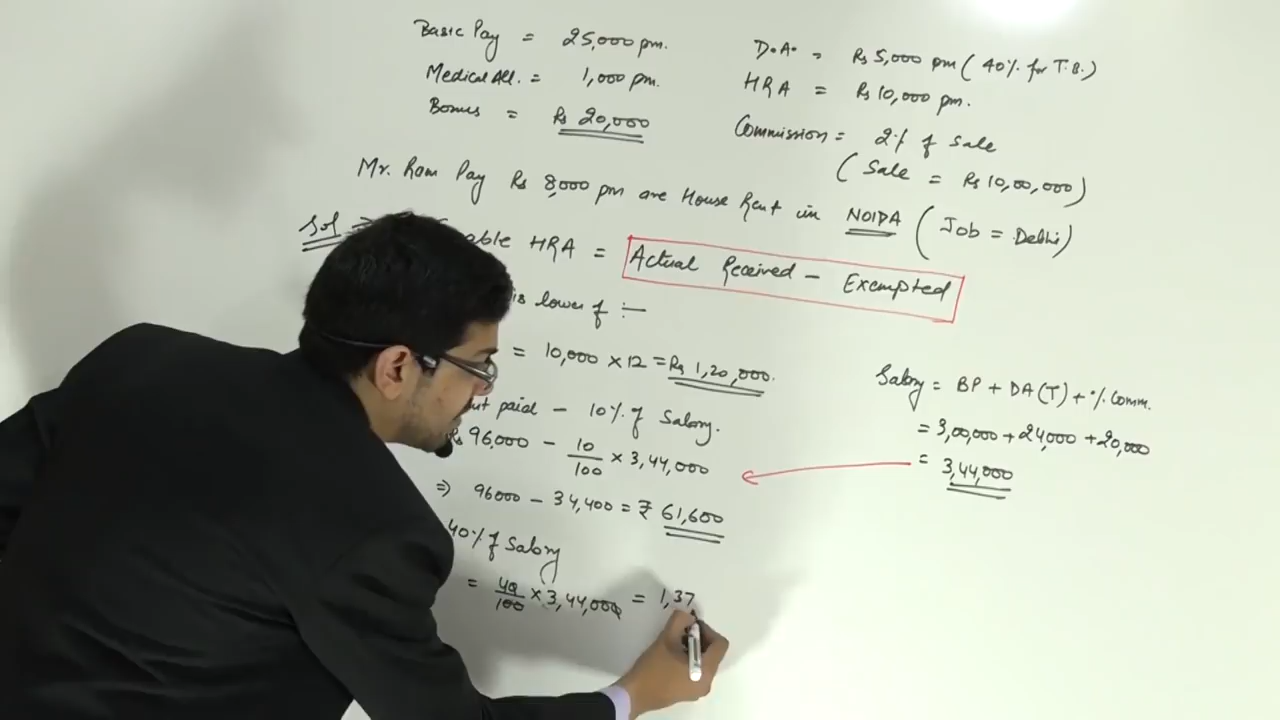 Basic Pay = 25,000 pm.
D.A. = Rs 5,000 pm (40% for T.B.)
Medical All. = 1,000 pm.
HRA = Rs 10,000 pm.
Bonus = Rs 20,000
Commission = 2% of Sale
(Sale = Rs 10,00,000)
Mr. Ram Pay Rs 8,000 pm are House Rent in NOIDA (Job = Delhi)
Sol HRA = Actual Received - Exempted
is lower of :-
= 10,000 × 12 = Rs 1,20,000.
paid - 10% of Salary.
Rs 96,000 - 10/100 × 3,44,000
⇒ 96000 - 34,400 = ₹ 61,600
40% of Salary
= 40/100 × 3,44,000 = 1,37
Salary = BP + DA(T) + % Comm.
= 3,00,000 + 24,000 + 20,000
= 3,44,000